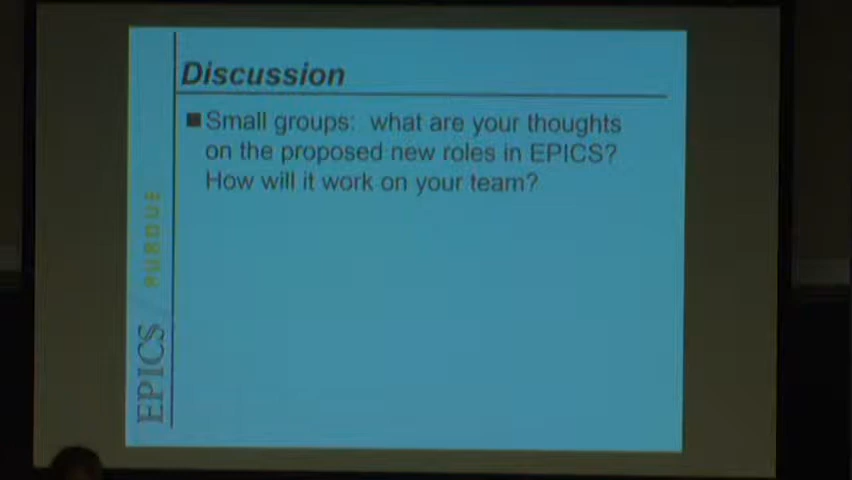 Discussion
Small groups: what are your thoughts
on the proposed new roles in EPICS?
How will it work on your team?
PURDUE
EPICS